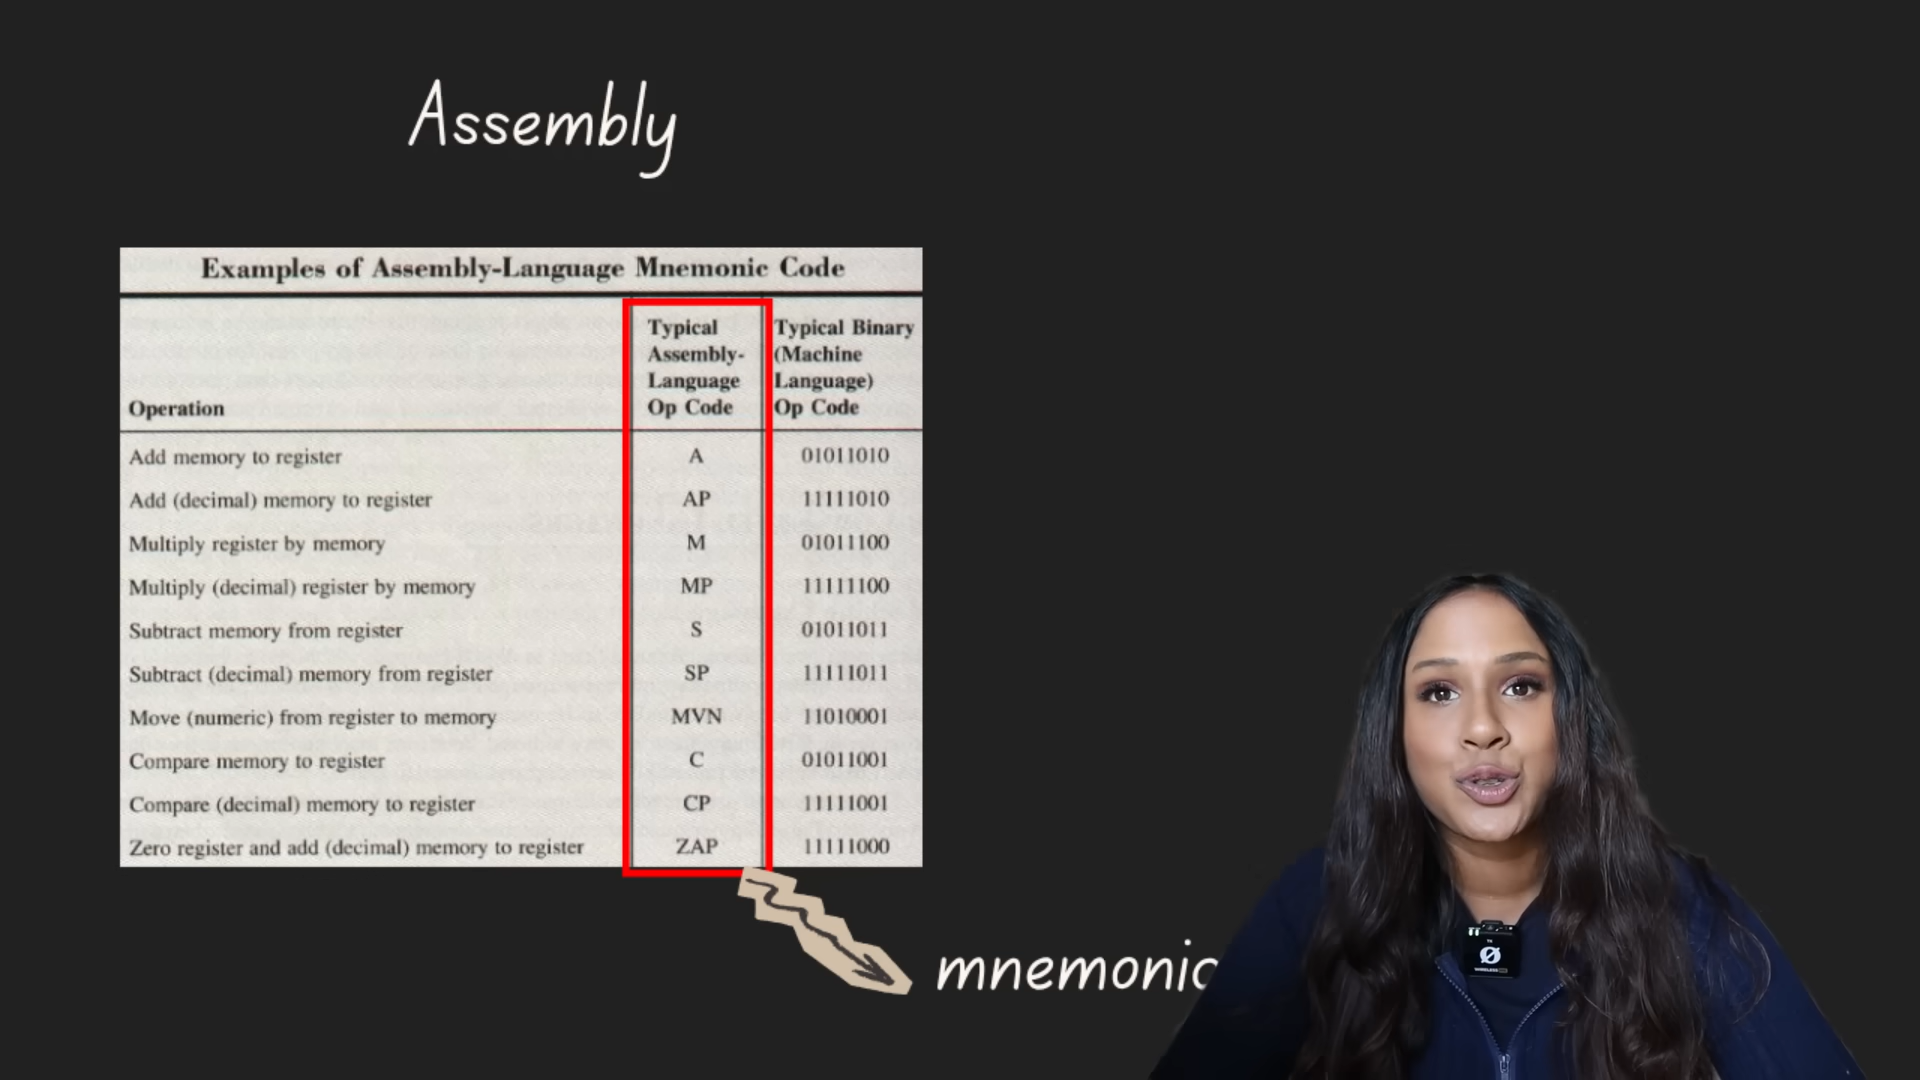 Assembly
Examples of Assembly-Language Mnemonic Code
Operation Typical Assembly-Language Op Code Typical Binary (Machine Language) Op Code
Add memory to register A 01011010
Add (decimal) memory to register AP 11111010
Multiply register by memory M 01011100
Multiply (decimal) register by memory MP 11111100
Subtract memory from register S 01011011
Subtract (decimal) memory from register SP 11111011
Move (numeric) from register to memory MVN 11010001
Compare memory to register C 01011001
Compare (decimal) memory to register CP 11111001
Zero register and add (decimal) memory to register ZAP 11111000
mnemonic